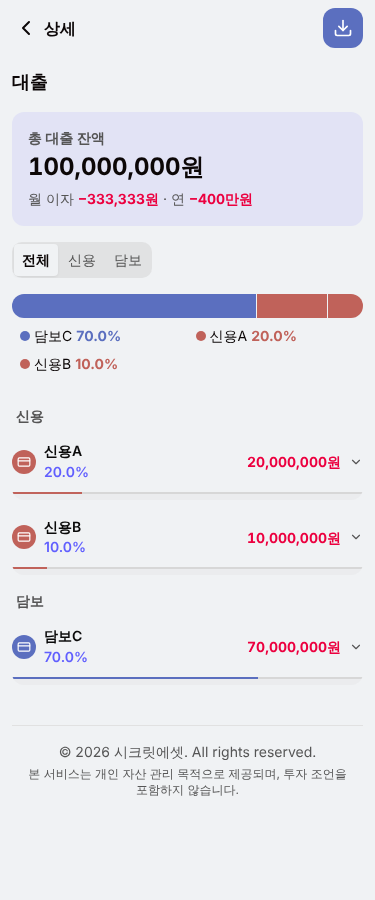 상세
대출
총 대출 잔액
100,000,000원
월 이자 −333,333원 · 연 −400만원
전체 신용 담보
담보C 70.0% 신용A 20.0%
신용B 10.0%
신용
신용A
20.0%
20,000,000원
신용B
10.0%
10,000,000원
담보
담보C
70.0%
70,000,000원
© 2026 시크릿에셋. All rights reserved.
본 서비스는 개인 자산 관리 목적으로 제공되며, 투자 조언을
포함하지 않습니다.